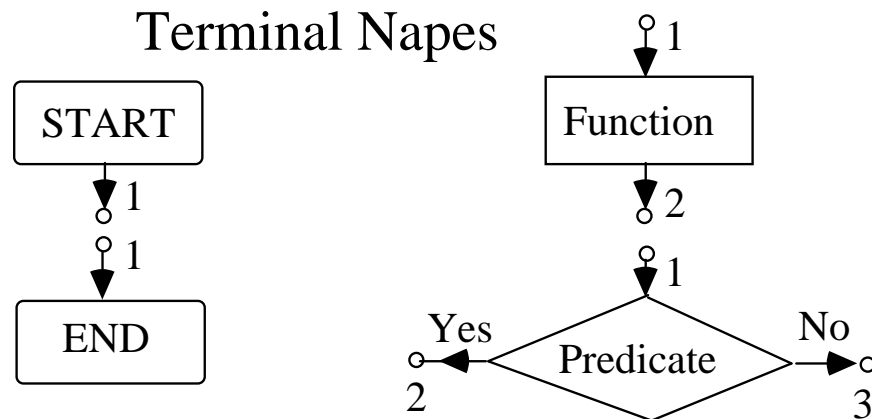 Terminal Napes
START
1
1
END
1
Function
2
1
Predicate
Yes
2
No
3